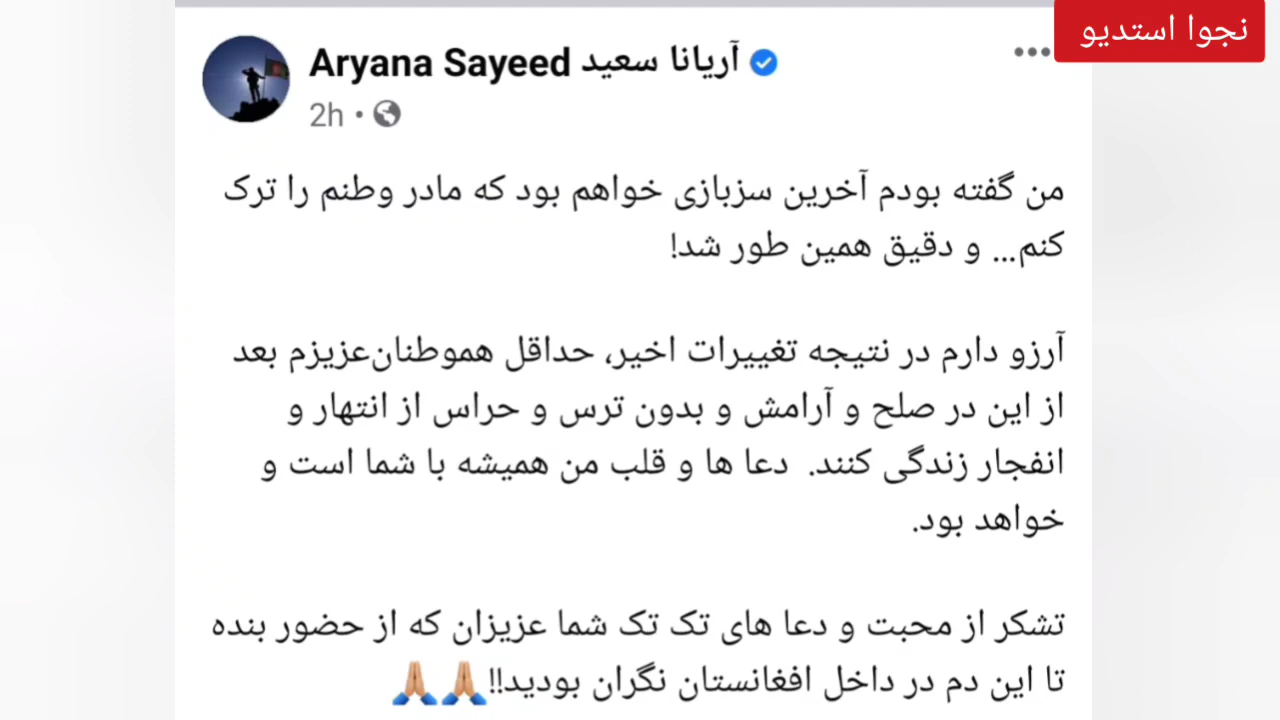 نجوا استدیو
Aryana Sayeed آریانا سعید
2h
من گفته بودم آخرین سزبازی خواهم بود که مادر وطنم را ترک
کنم... و دقیق همین طور شد!
آرزو دارم در نتیجه تغییرات اخیر، حداقل هموطنان‌عزیزم بعد
از این در صلح و آرامش و بدون ترس و حراس از انتهار و
انفجار زندگی کنند. دعا ها و قلب من همیشه با شما است و
خواهد بود.
تشکر از محبت و دعا های تک تک شما عزیزان که از حضور بنده
تا این دم در داخل افغانستان نگران بودید!!🙏🏼🙏🏼